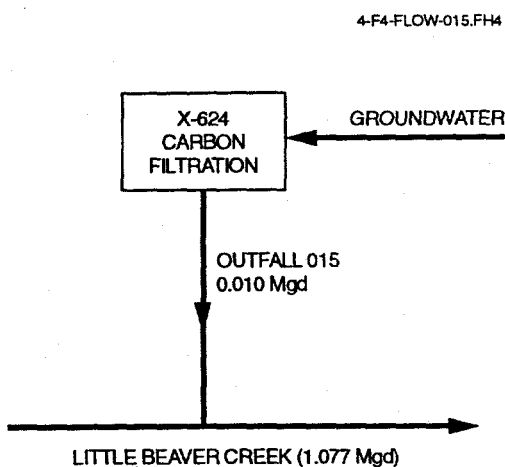 4-F4-FLOW-015.FH4
X-624
CARBON
FILTRATION
GROUNDWATER
OUTFALL 015
0.010 Mgd
LITTLE BEAVER CREEK (1.077 Mgd)